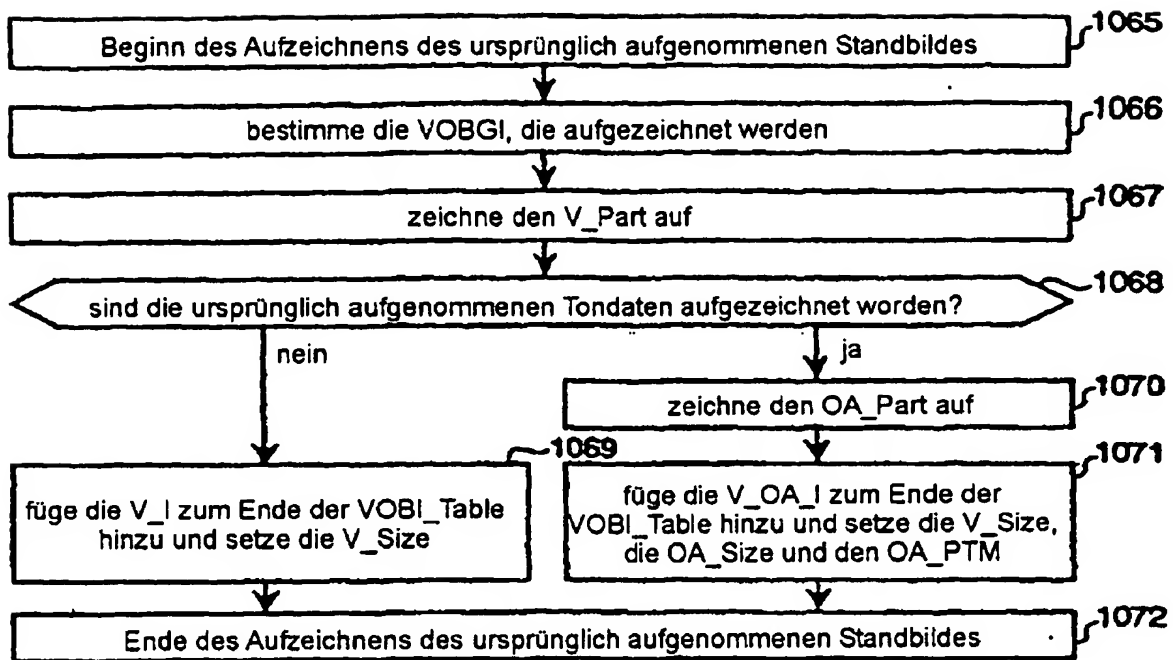 Beginn des Aufzeichnens des ursprünglich aufgenommenen Standbildes
1065
bestimme die VOBGI, die aufgezeichnet werden
1066
zeichne den V_Part auf
1067
sind die ursprünglich aufgenommenen Tondaten aufgezeichnet worden?
1068
nein
ja
zeichne den OA_Part auf
1070
1069
füge die V_I zum Ende der VOBI_Table
hinzu und setze die V_Size
1071
füge die V_OA_I zum Ende der
VOBI_Table hinzu und setze die V_Size,
die OA_Size und den OA_PTM
Ende des Aufzeichnens des ursprünglich aufgenommenen Standbildes
1072